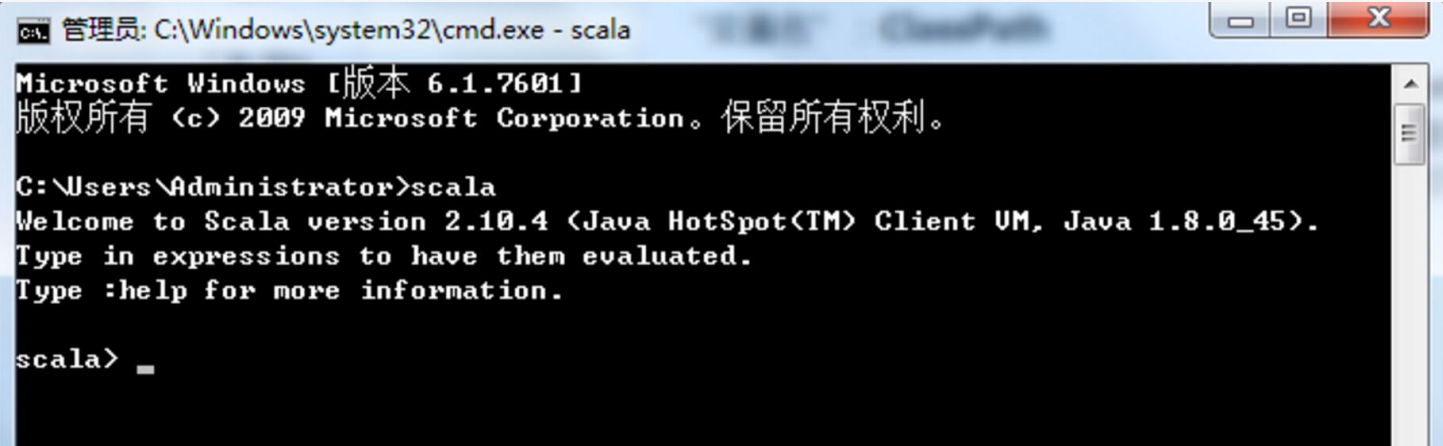 管理员: C:\Windows\system32\cmd.exe - scala
ClassPath
Microsoft Windows [版本 6.1.7601]
版权所有 (c) 2009 Microsoft Corporation。保留所有权利。
C:\Users\Administrator>scala
Welcome to Scala version 2.10.4 (Java HotSpot(TM) Client VM, Java 1.8.0_45).
Type in expressions to have them evaluated.
Type :help for more information.
scala>